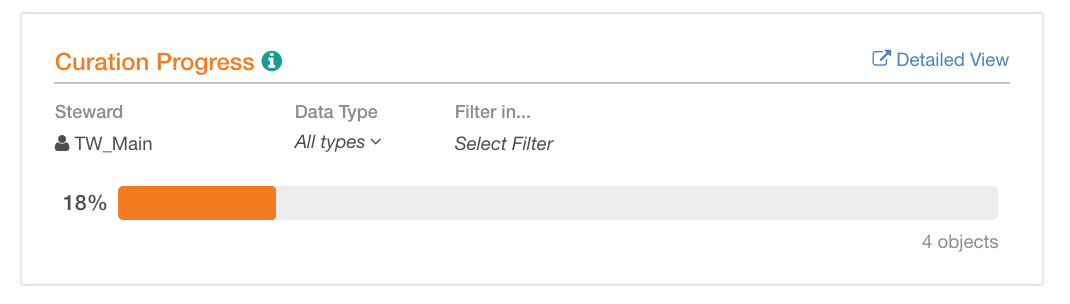 Curation Progress
Detailed View
Steward
Data Type
Filter in...
TW_Main
All types
Select Filter
18%
4 objects